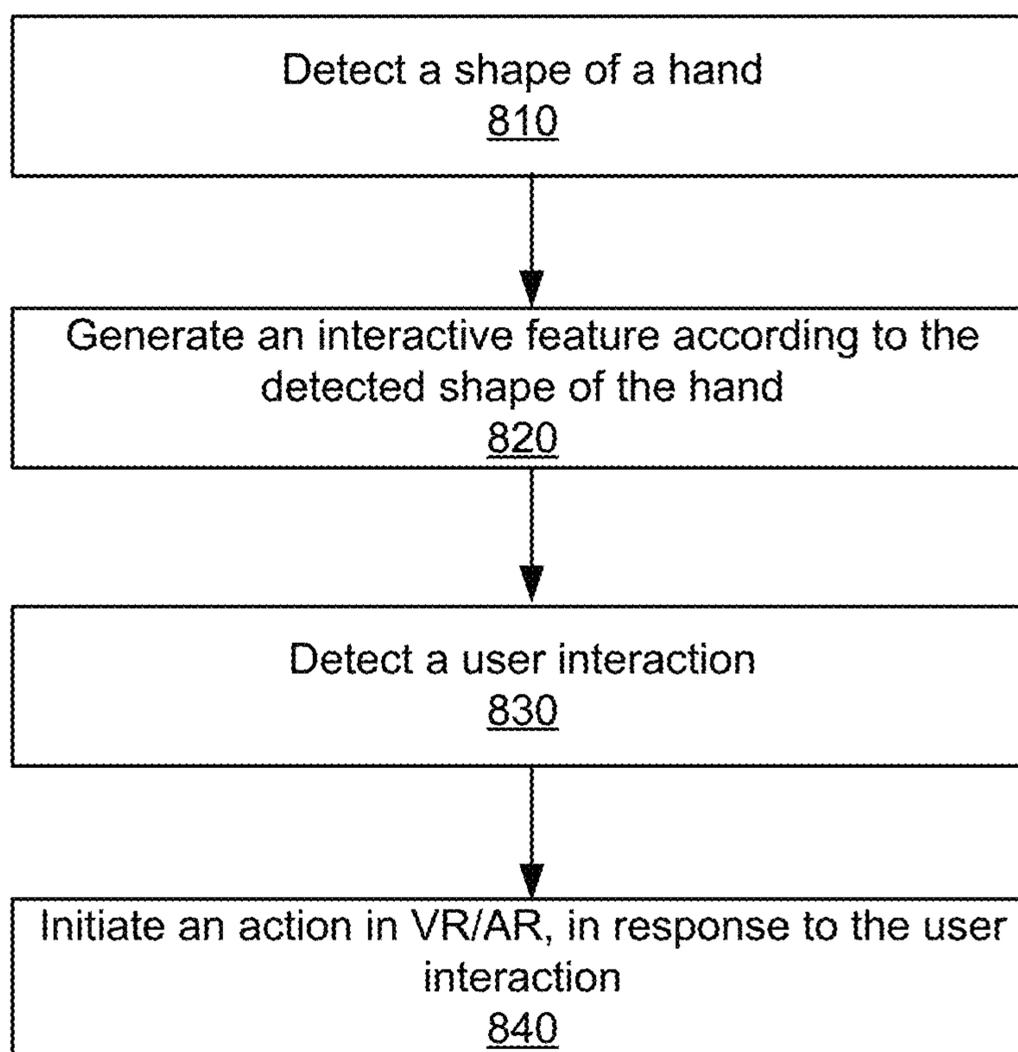 Detect a shape of a hand
810
Generate an interactive feature according to the
detected shape of the hand
820
Detect a user interaction
830
Initiate an action in VR/AR, in response to the user
interaction
840